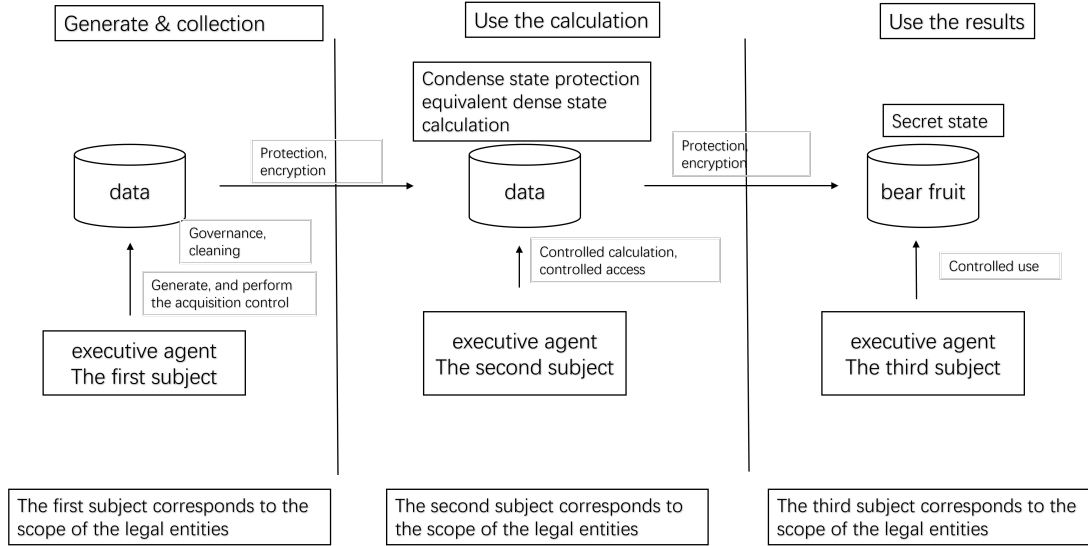 Generate & collection
Use the calculation
Use the results
Condense state protection
equivalent dense state
calculation
Secret state
Protection,
encryption
Protection,
encryption
data
data
bear fruit
Governance,
cleaning
Controlled calculation,
controlled access
Controlled use
Generate, and perform
the acquisition control
executive agent
The first subject
executive agent
The second subject
executive agent
The third subject
The first subject corresponds to the
scope of the legal entities
The second subject corresponds to
the scope of the legal entities
The third subject corresponds to the
scope of the legal entities